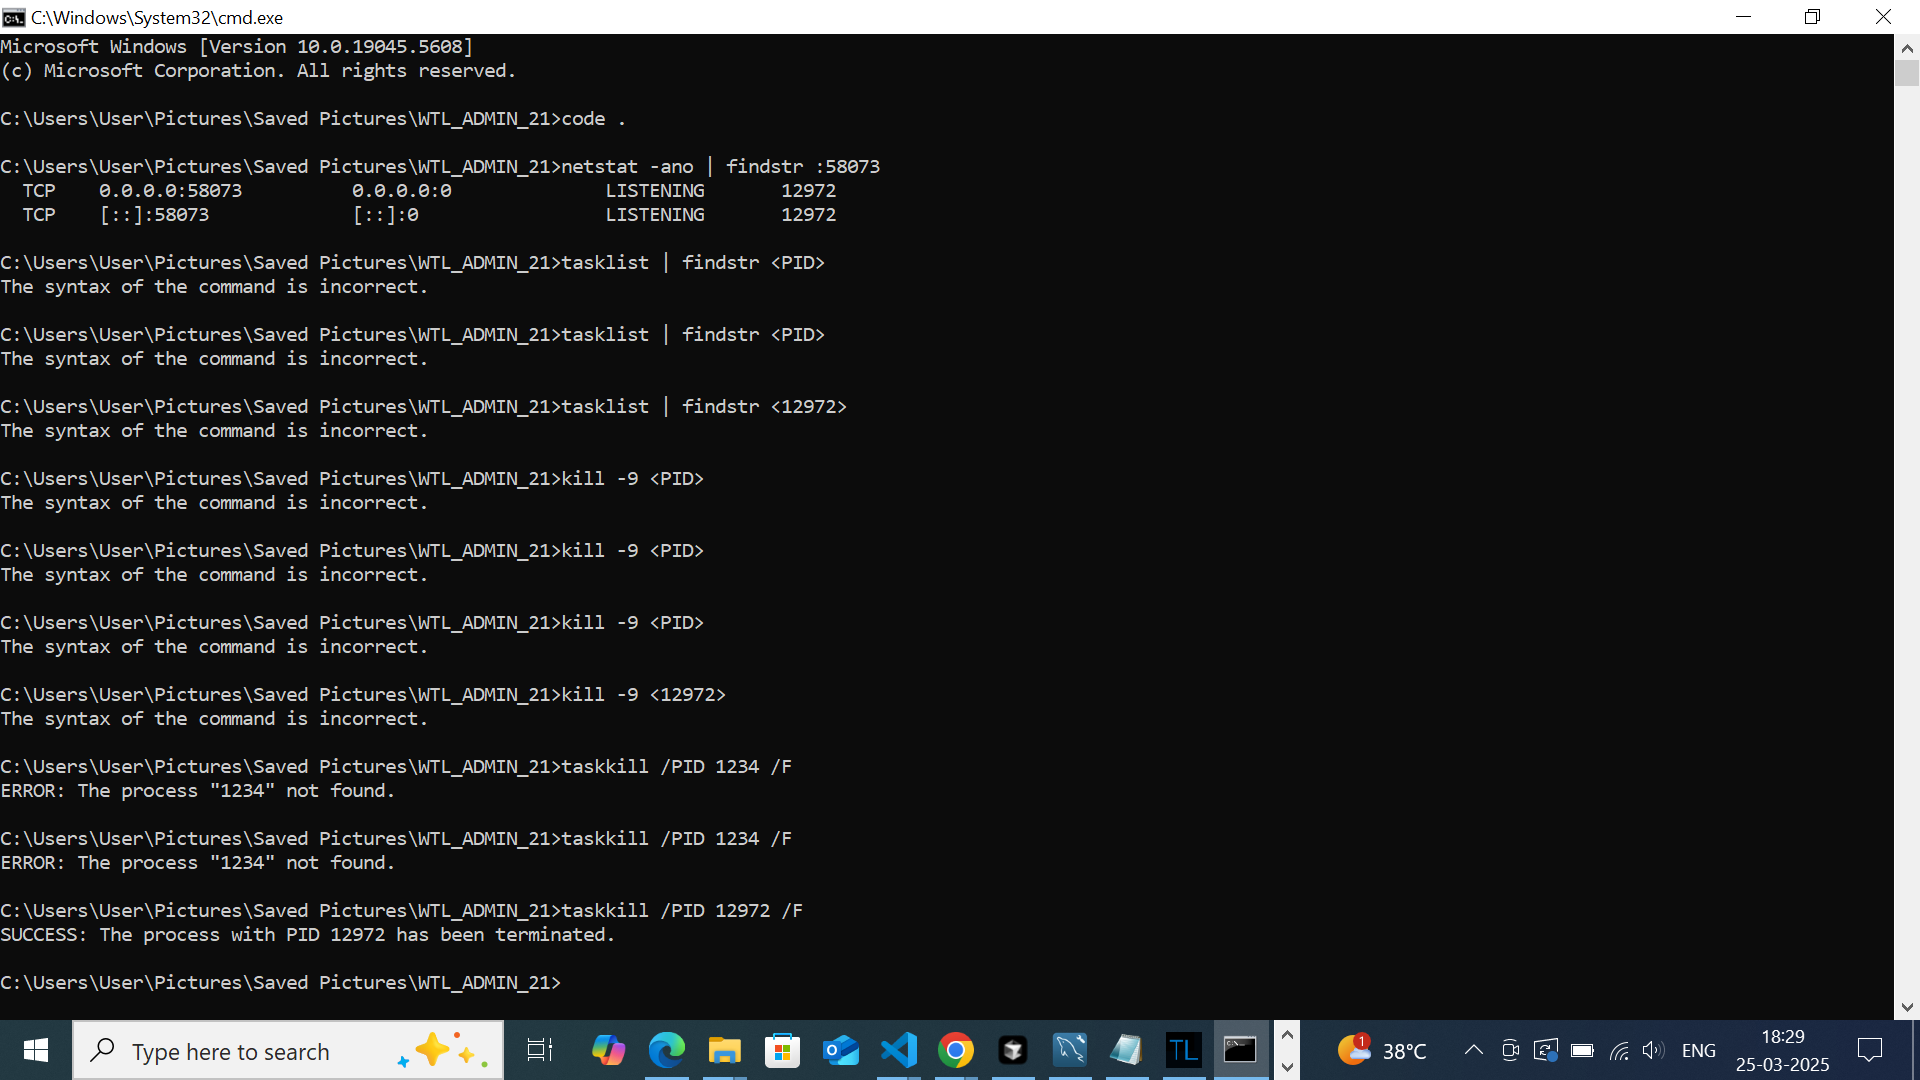 C:\Windows\System32\cmd.exe
Microsoft Windows [Version 10.0.19045.5608]
(c) Microsoft Corporation. All rights reserved.
C:\Users\User\Pictures\Saved Pictures\WTL_ADMIN_21>code .
C:\Users\User\Pictures\Saved Pictures\WTL_ADMIN_21>netstat -ano | findstr :58073
TCP    0.0.0.0:58073          0.0.0.0:0              LISTENING       12972
TCP    [::]:58073             [::]:0                 LISTENING       12972
C:\Users\User\Pictures\Saved Pictures\WTL_ADMIN_21>tasklist | findstr <PID>
The syntax of the command is incorrect.
C:\Users\User\Pictures\Saved Pictures\WTL_ADMIN_21>tasklist | findstr <PID>
The syntax of the command is incorrect.
C:\Users\User\Pictures\Saved Pictures\WTL_ADMIN_21>tasklist | findstr <12972>
The syntax of the command is incorrect.
C:\Users\User\Pictures\Saved Pictures\WTL_ADMIN_21>kill -9 <PID>
The syntax of the command is incorrect.
C:\Users\User\Pictures\Saved Pictures\WTL_ADMIN_21>kill -9 <PID>
The syntax of the command is incorrect.
C:\Users\User\Pictures\Saved Pictures\WTL_ADMIN_21>kill -9 <PID>
The syntax of the command is incorrect.
C:\Users\User\Pictures\Saved Pictures\WTL_ADMIN_21>kill -9 <12972>
The syntax of the command is incorrect.
C:\Users\User\Pictures\Saved Pictures\WTL_ADMIN_21>taskkill /PID 1234 /F
ERROR: The process "1234" not found.
C:\Users\User\Pictures\Saved Pictures\WTL_ADMIN_21>taskkill /PID 1234 /F
ERROR: The process "1234" not found.
C:\Users\User\Pictures\Saved Pictures\WTL_ADMIN_21>taskkill /PID 12972 /F
SUCCESS: The process with PID 12972 has been terminated.
C:\Users\User\Pictures\Saved Pictures\WTL_ADMIN_21>
Type here to search
TL
1
38°C
ENG
18:29
25-03-2025